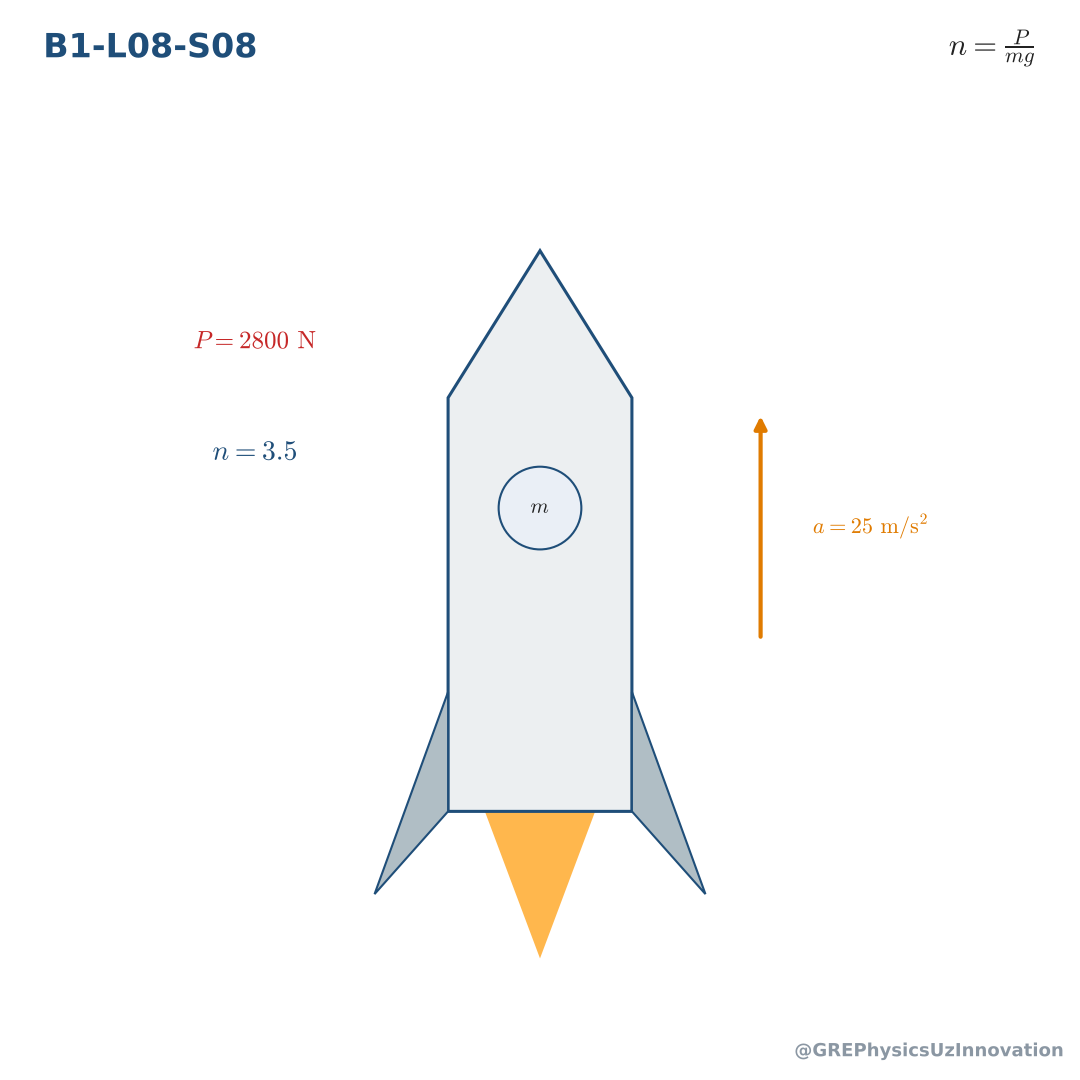 B1-L08-S08
n = P/mg
P = 2800 N
n = 3.5
m
a = 25 m/s²
@GREPhysicsUzInnovation